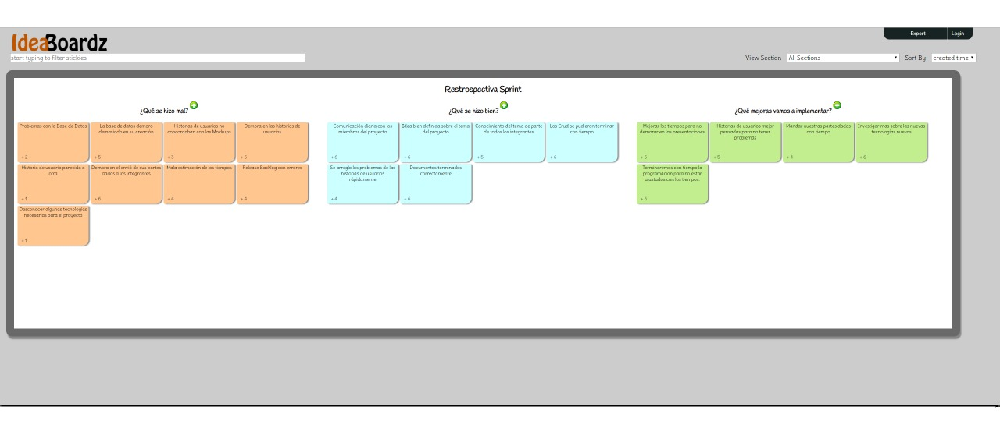 IdeaBoardz
Export
Login
start typing to filter stickies
View Section
All Sections
Sort By
created time
Restrospectiva Sprint
¿Qué se hizo mal?
Problemas con la Base de Datos
+ 2
La base de datos demoro
demasiado en su creación
+ 5
Historias de usuarios no
concordaban con las Mockups
+ 3
Demora en las historias de
usuarios
+ 5
Historia de usuario parecida a
otra
+ 1
Demora en el envió de sus partes
dadas a los integrantes
+ 6
Mala estimación de los tiempos
+ 4
Release Backlog con errores
+ 4
Desconocer algunas tecnologías
necesarias para el proyecto
+ 1
¿Qué se hizo bien?
Comunicación diaria con los
miembros del proyecto
+ 6
Idea bien definida sobre el tema
del proyecto
+ 6
Conocimiento del tema de parte
de todos los integrantes
+ 5
Los Crud se pudieron terminar
con tiempo
+ 6
Se arreglo los problemas de las
historias de usuarios
rápidamente
+ 4
Documentos terminados
correctamente
+ 6
¿Qué mejoras vamos a implementar?
Mejorar los tiempos para no
demorar en las presentaciones
+ 5
Historias de usuarios mejor
pensadas para no tener
problemas
+ 5
Mandar nuestras partes dadas
con tiempo
+ 4
Investigar mas sobre las nuevas
tecnologías nuevas
+ 6
Terminaremos con tiempo la
programación para no estar
ajustados con los tiempos.
+ 6